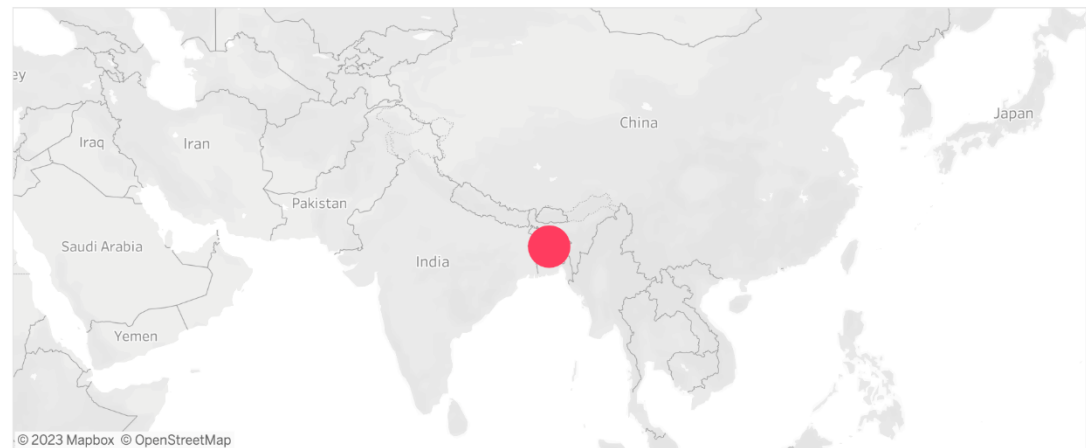 ey
China
Japan
Iraq
Iran
Pakistan
Saudi Arabia
India
Yemen
© 2023 Mapbox © OpenStreetMap